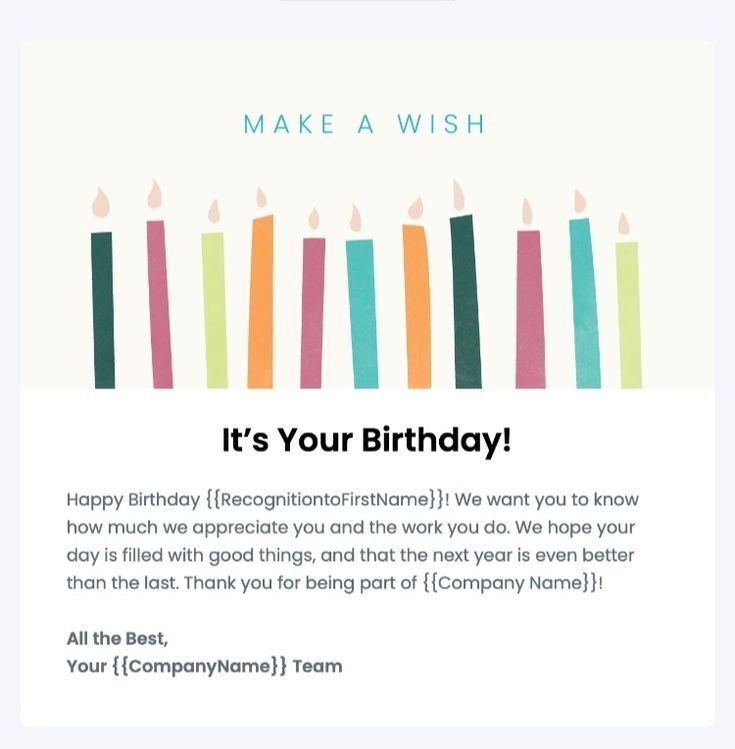 MAKE A WISH
It’s Your Birthday!
Happy Birthday {{RecognitiontoFirstName}}! We want you to know
how much we appreciate you and the work you do. We hope your
day is filled with good things, and that the next year is even better
than the last. Thank you for being part of {{Company Name}}!
All the Best,
Your {{CompanyName}} Team